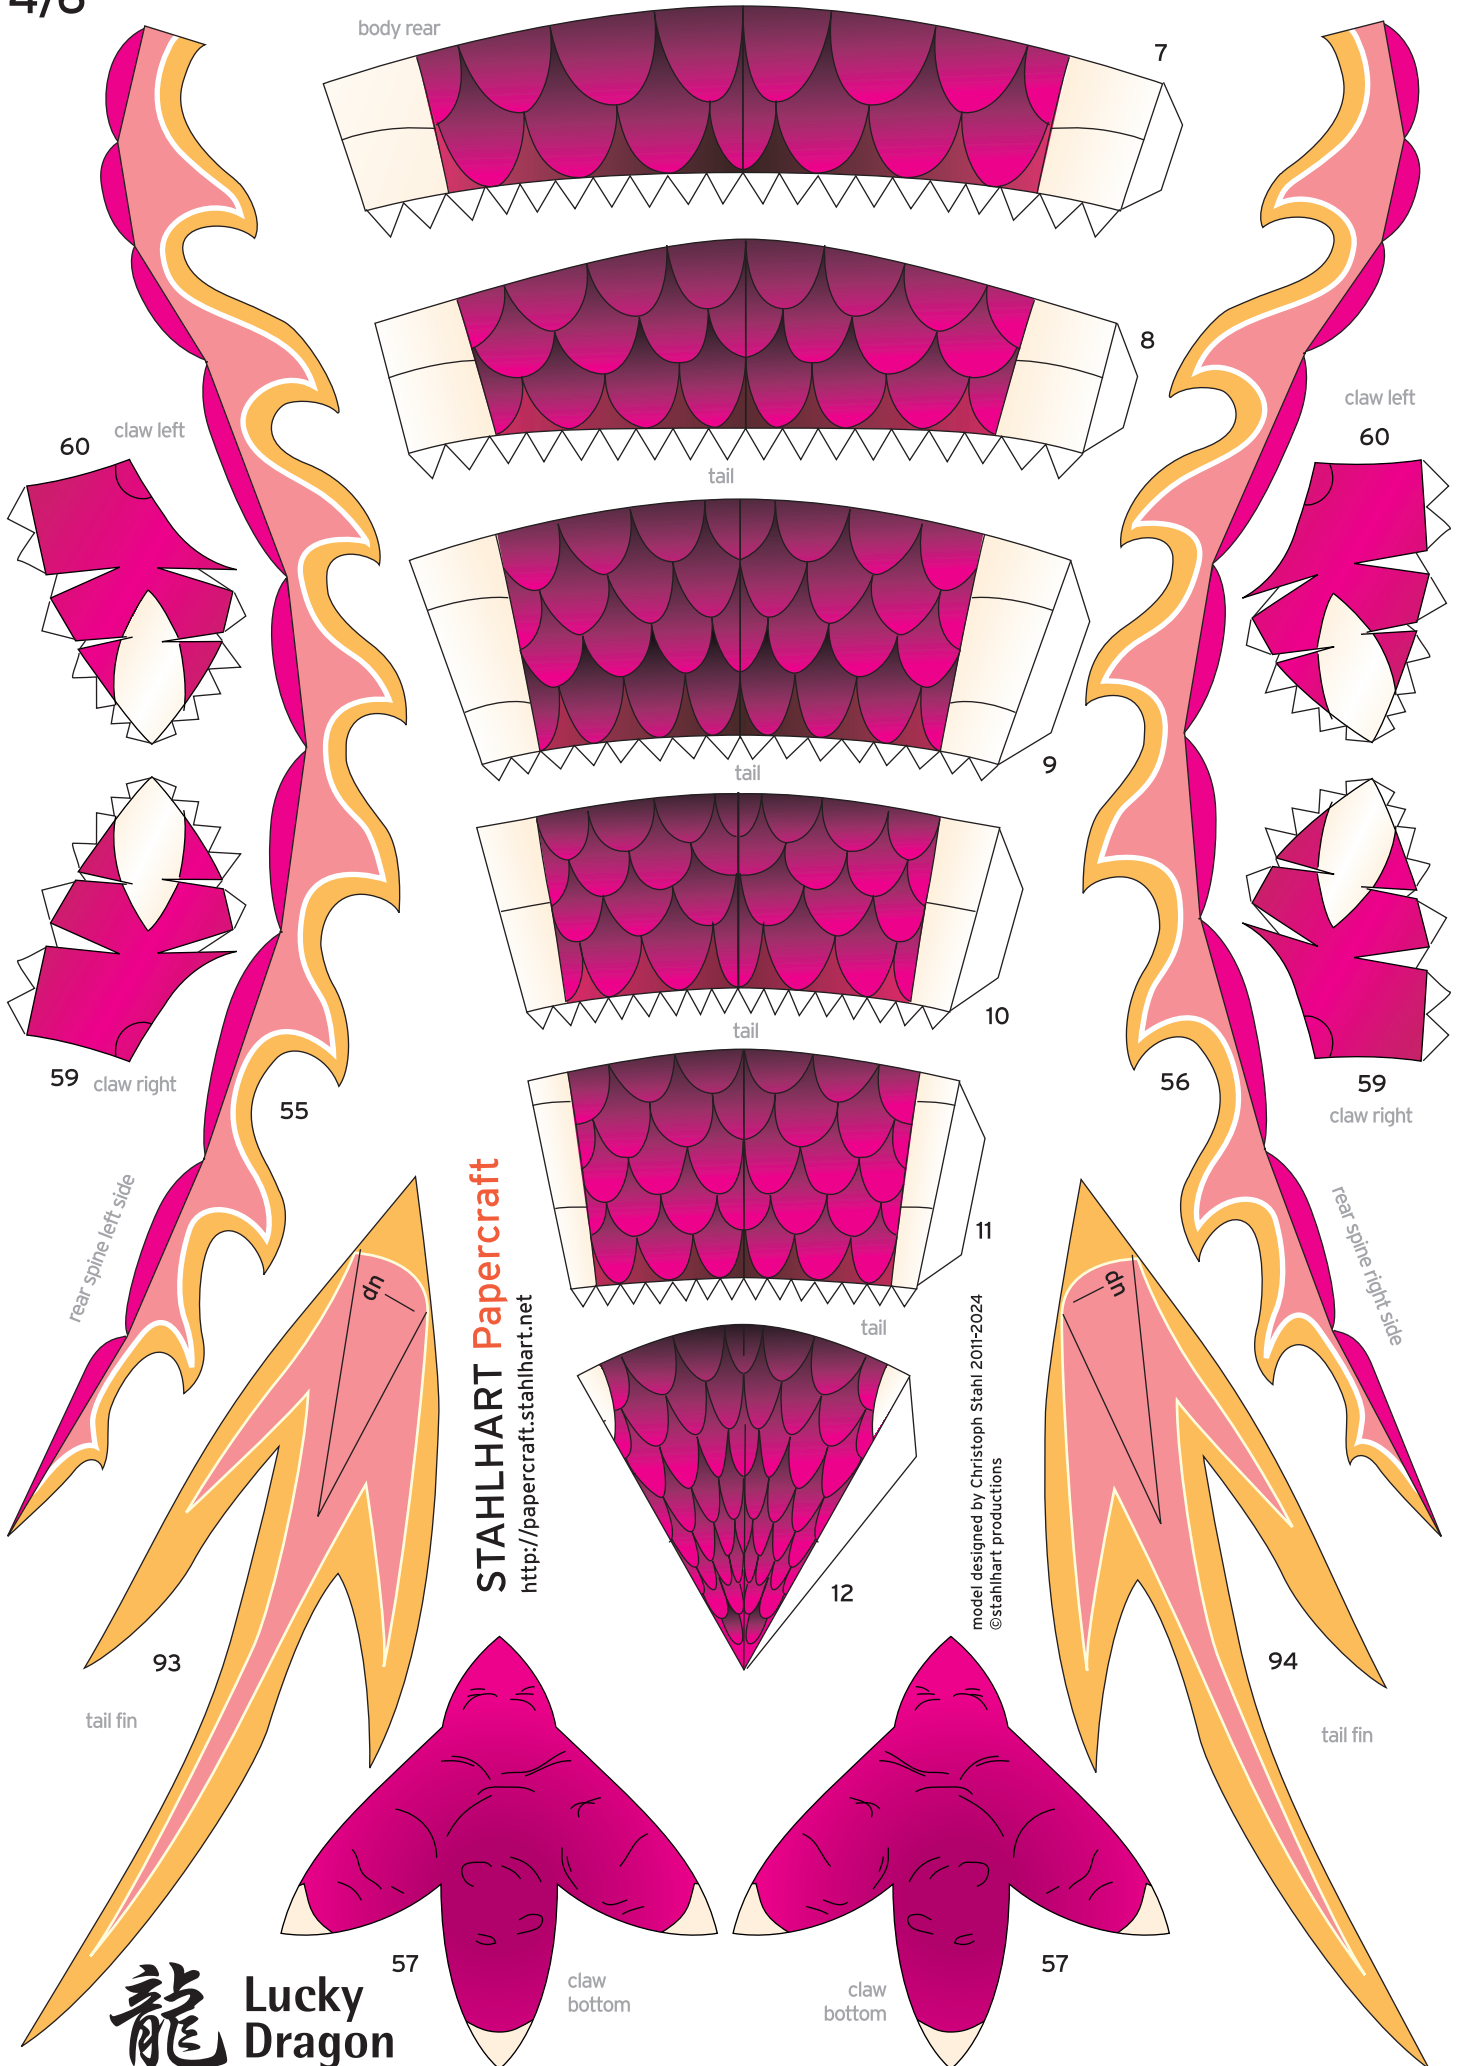 4/6
body rear
7
8
tail
claw left
60
claw left
60
tail
9
10
tail
59 claw right
55
56
59
claw right
rear spine left side
rear spine right side
up
up
11
tail
STAHLHART Papercraft
http://papercraft.stahlhart.net
model designed by Christoph Stahl 2011-2024
©stahlhart productions
12
93
94
tail fin
tail fin
57
claw
bottom
57
claw
bottom
龍
Lucky
Dragon